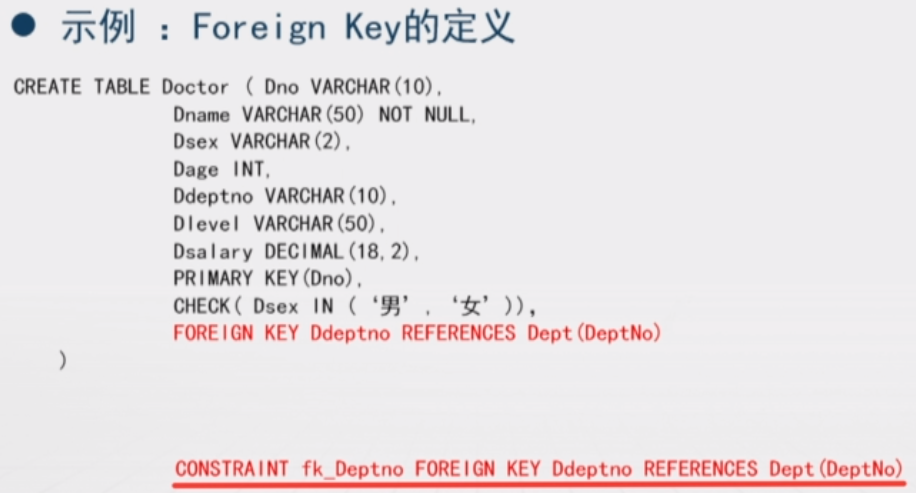 ● 示例 ：Foreign Key的定义
CREATE TABLE Doctor ( Dno VARCHAR(10),
Dname VARCHAR(50) NOT NULL,
Dsex VARCHAR(2),
Dage INT,
Ddeptno VARCHAR(10),
Dlevel VARCHAR(50),
Dsalary DECIMAL(18,2),
PRIMARY KEY(Dno),
CHECK( Dsex IN ( ‘男’ , ‘女’ )),
FOREIGN KEY Ddeptno REFERENCES Dept(DeptNo)
)
CONSTRAINT fk_Deptno FOREIGN KEY Ddeptno REFERENCES Dept(DeptNo)